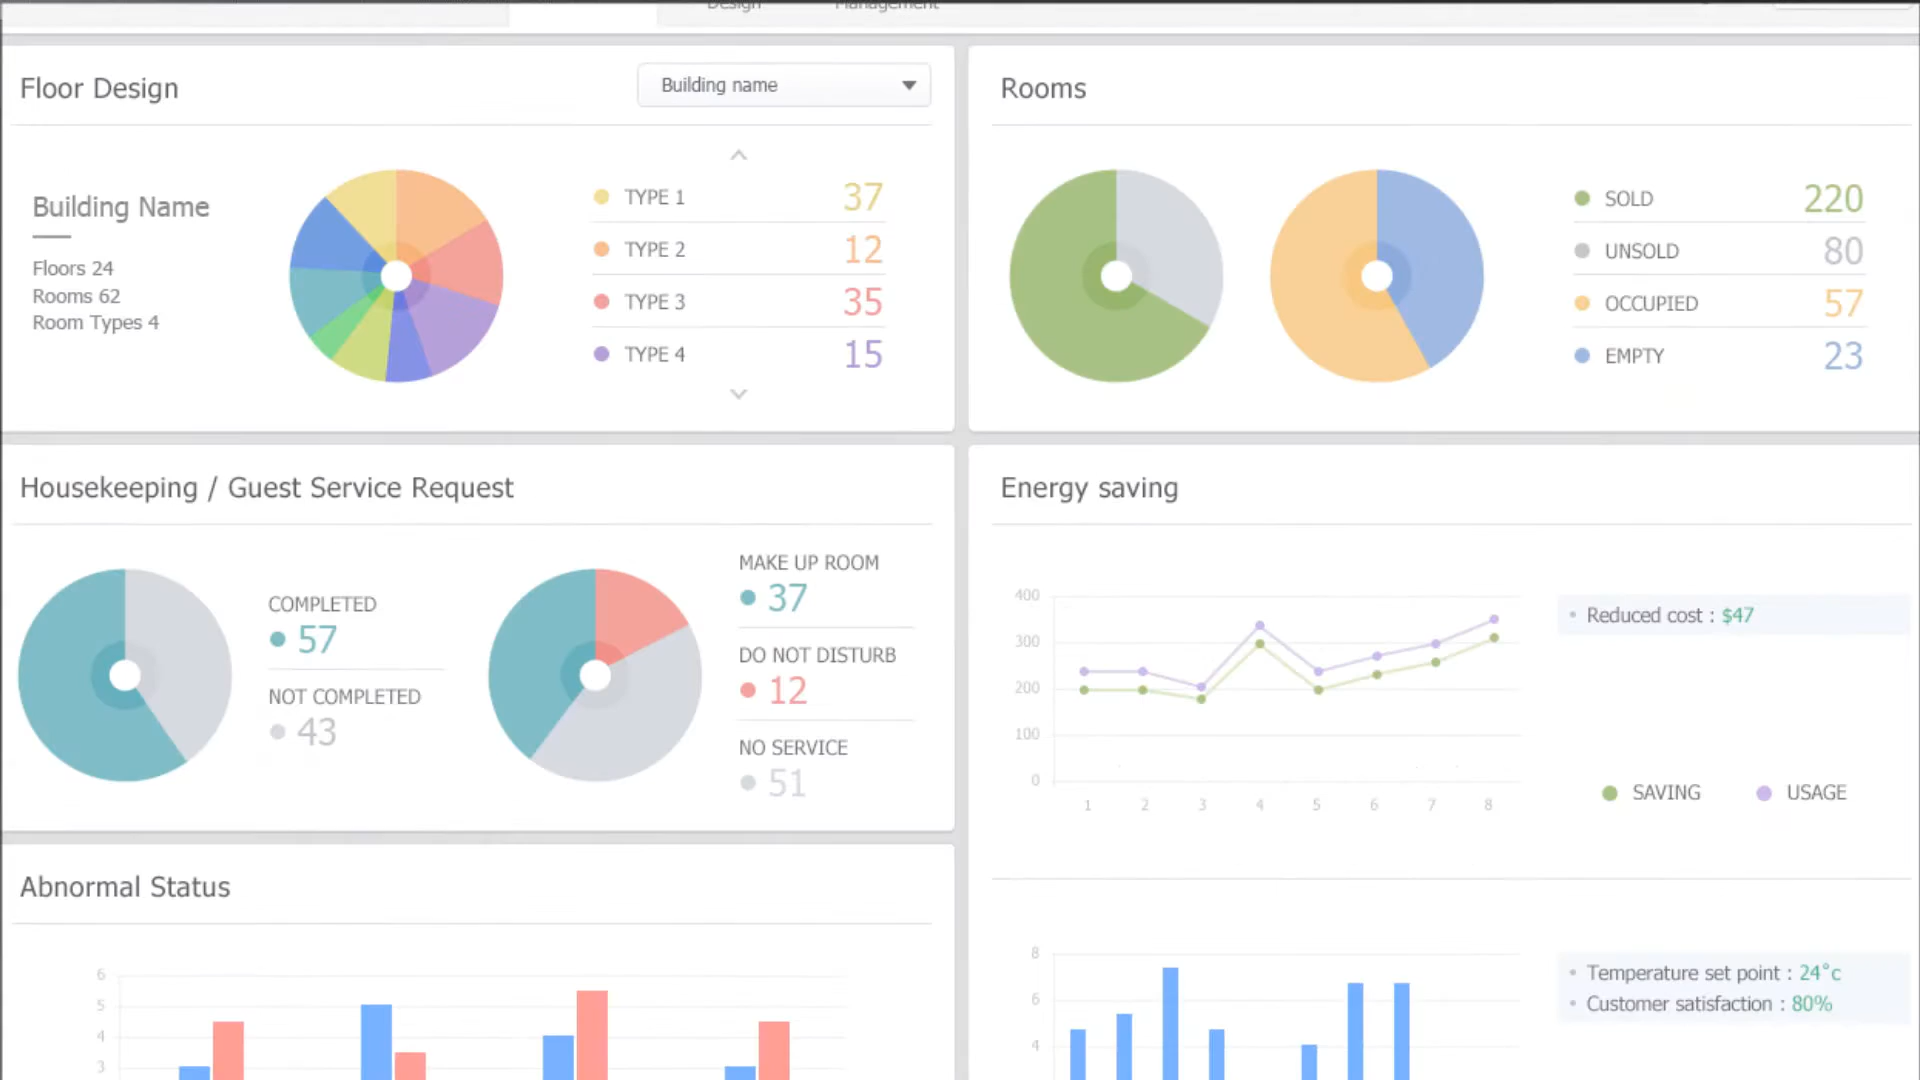 Design Management
Floor Design
Building name
Building Name
Floors 24
Rooms 62
Room Types 4
TYPE 1 37
TYPE 2 12
TYPE 3 35
TYPE 4 15
Rooms
SOLD 220
UNSOLD 80
OCCUPIED 57
EMPTY 23
Housekeeping / Guest Service Request
COMPLETED
57
NOT COMPLETED
43
MAKE UP ROOM
37
DO NOT DISTURB
12
NO SERVICE
51
Energy saving
400
300
200
100
0
1 2 3 4 5 6 7 8
Reduced cost : $47
SAVING USAGE
Abnormal Status
6
5
4
3
8
6
4
Temperature set point : 24°c
Customer satisfaction : 80%